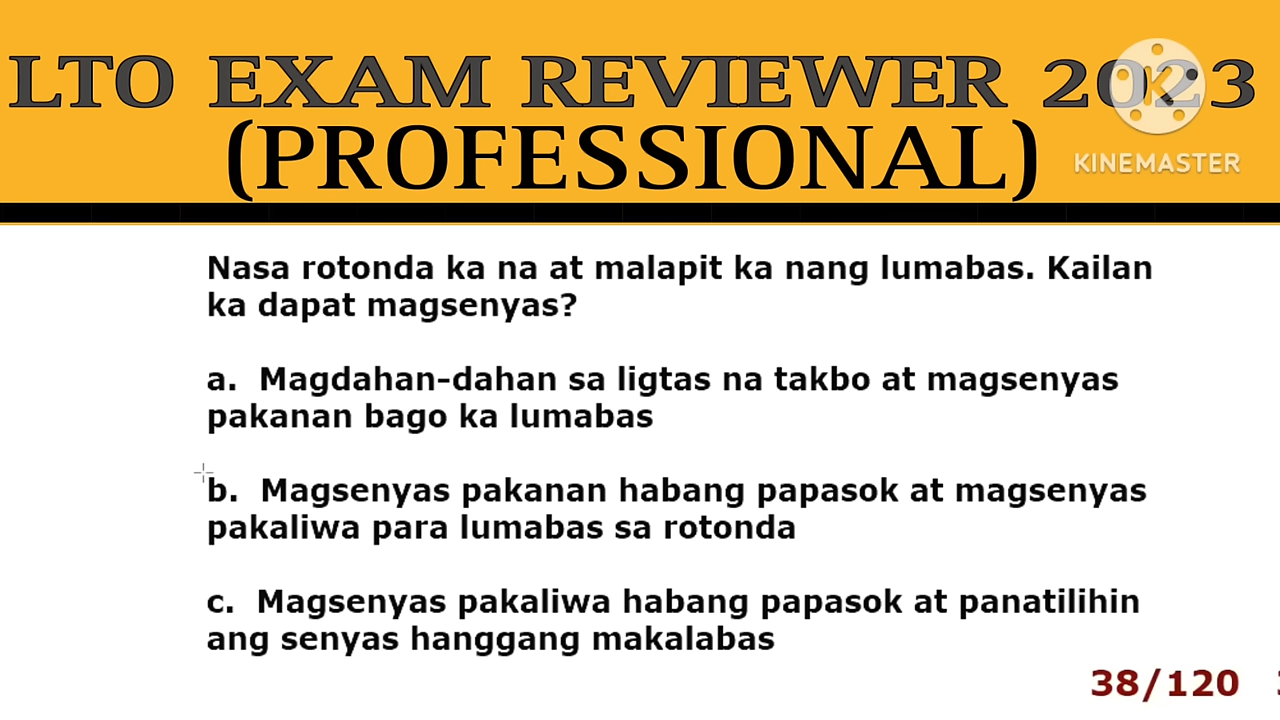 LTO EXAM REVIEWER 2023
(PROFESSIONAL)
KINEMASTER
Nasa rotonda ka na at malapit ka nang lumabas. Kailan
ka dapat magsenyas?
a. Magdahan-dahan sa ligtas na takbo at magsenyas
pakanan bago ka lumabas
b. Magsenyas pakanan habang papasok at magsenyas
pakaliwa para lumabas sa rotonda
c. Magsenyas pakaliwa habang papasok at panatilihin
ang senyas hanggang makalabas
38/120